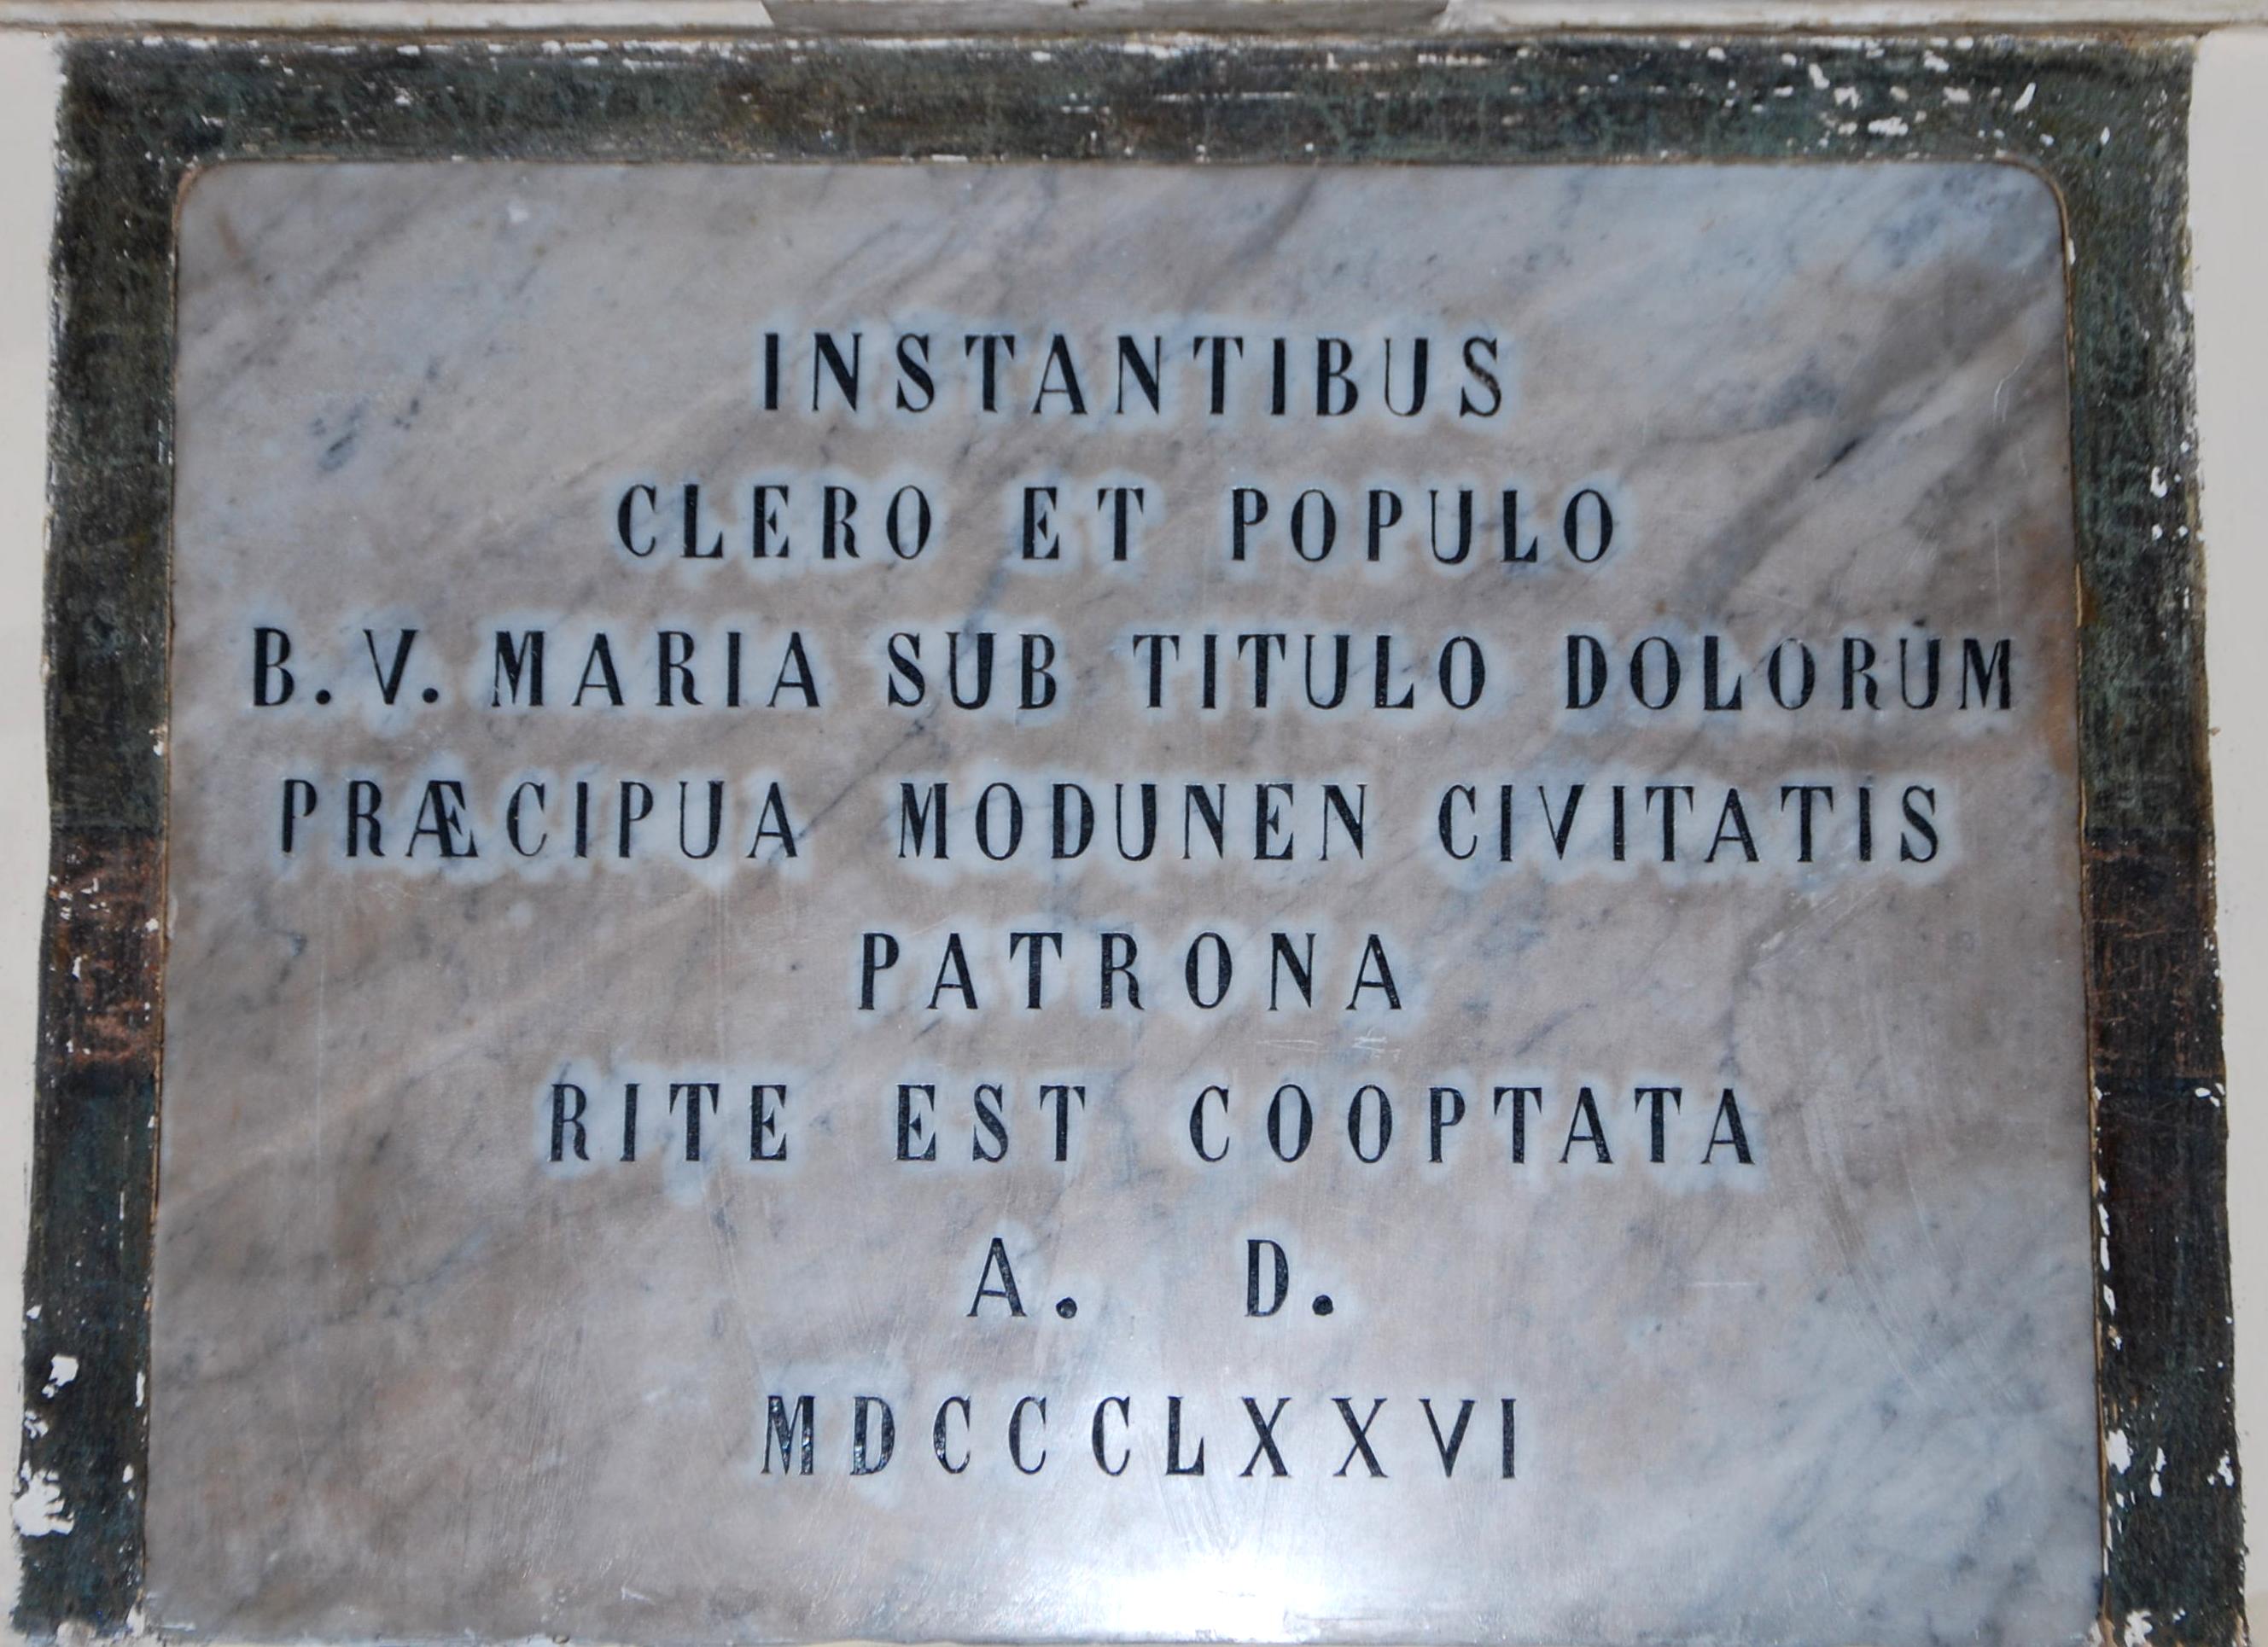 INSTANTIBUS
CLERO ET POPULO
B. V. MARIA SUB TITULO DOLORUM
PRÆCIPUA MODUNEN CIVITATIS
PATRONA
RITE EST COOPTATA
A. D.
MDCCCLXXVI